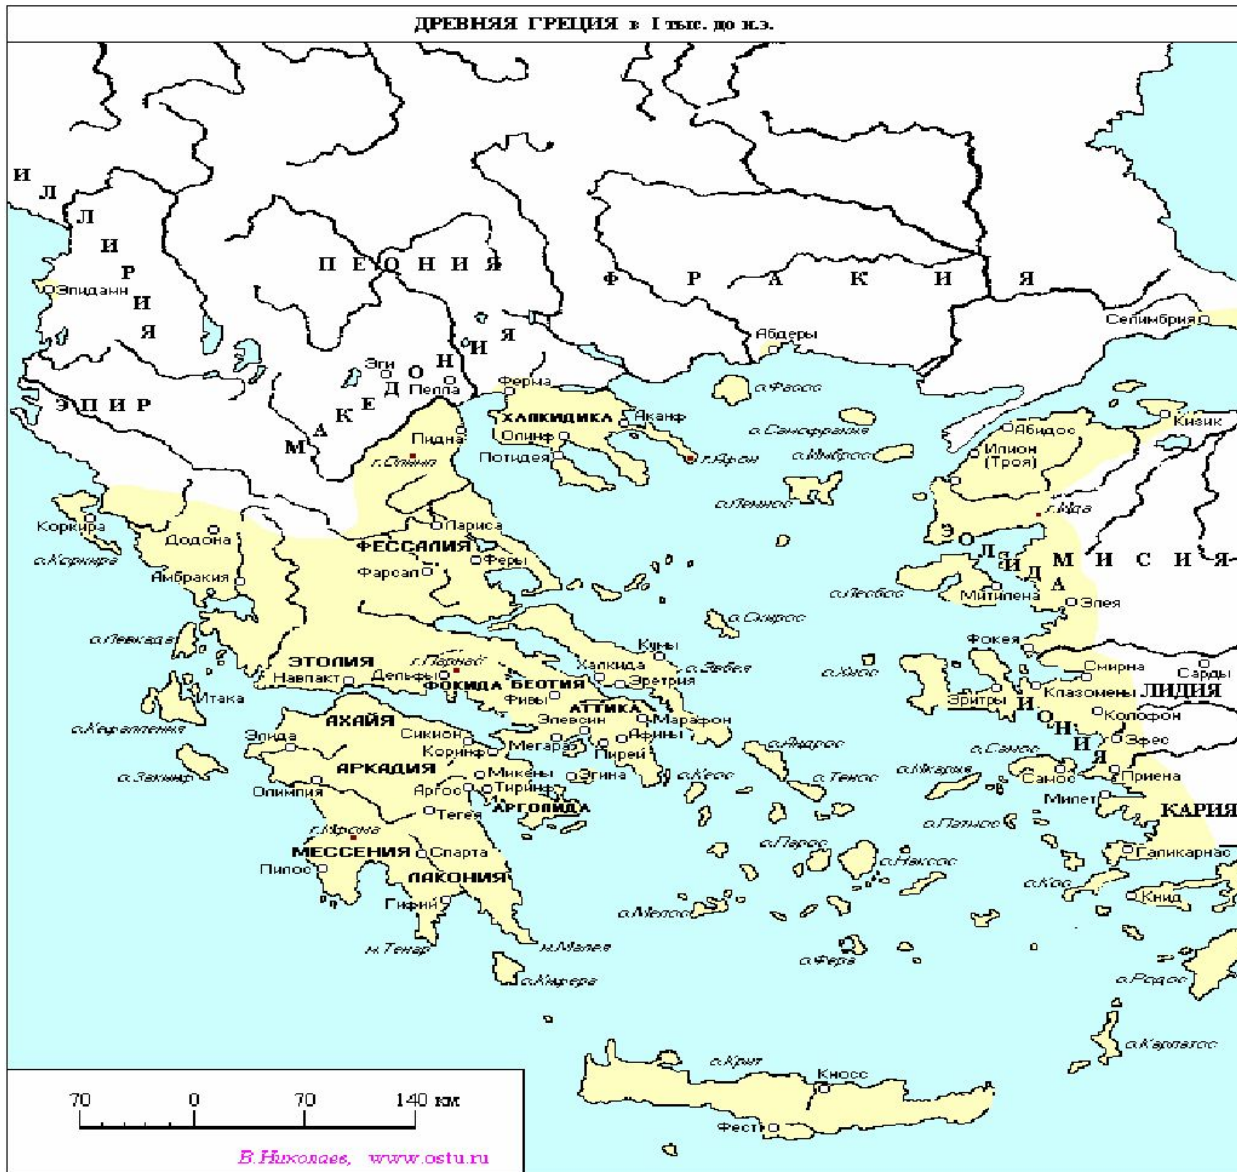 ДРЕВНЯЯ ГРЕЦИЯ в I тыс. до н.э.
ИЛЛИРИЯ
ПЕОНИЯ
ФРАКИЯ
Эпидамн
Селимбрия
Абдеры
МАКЕДОНИЯ
Эги
Пелла
Ферма
о.Фасос
ЭПИР
ХАЛКИДИКА
Аканф
о.Самофракия
Абидос
Кизик
Пидна
Олинф
г.Олимп
Потидея
г.Афон
о.Имброс
Илион
(Троя)
о.Лемнос
г.Ида
Коркира
о.Коркира
Додона
Лариса
ФЕССАЛИЯ
Феры
Фарсал
ЭОЛИДА
МИСИЯ
Амбракия
о.Лесбос
Митилена
Элея
о.Скирос
о.Левкада
Фокея
Кумы
ЭТОЛИЯ
г.Парнас
Халкида
о.Эвбея
о.Хиос
Смирна
Сарды
Навпакт
Дельфы
ФОКИДА
БЕОТИЯ
Эретрия
Итака
Фивы
АТТИКА
Эритры
Клазомены
ЛИДИЯ
о.Кефалления
АХАЙЯ
Элевсин
Марафон
ИОНИЯ
Колофон
Элида
Сикион
Коринф
Мегара
Афины
Пирей
о.Андрос
о.Самос
Эфес
о.Закинф
АРКАДИЯ
Микены
Эгина
о.Кеос
о.Тенос
о.Икария
Самос
Приена
Олимпия
Аргос
Тиринф
АРГОЛИДА
Милет
Тегея
КАРИЯ
г.Ифома
о.Патмос
МЕССЕНИЯ
Спарта
о.Парос
о.Наксос
Галикарнас
Пилос
ЛАКОНИЯ
о.Кос
Гифий
о.Мелос
Книд
м.Тенар
м.Малея
о.Фера
о.Кифера
о.Родос
о.Карпатос
о.Крит
Кносс
Фест
70 0 70 140 км
В.Николаев, www.ostu.ru